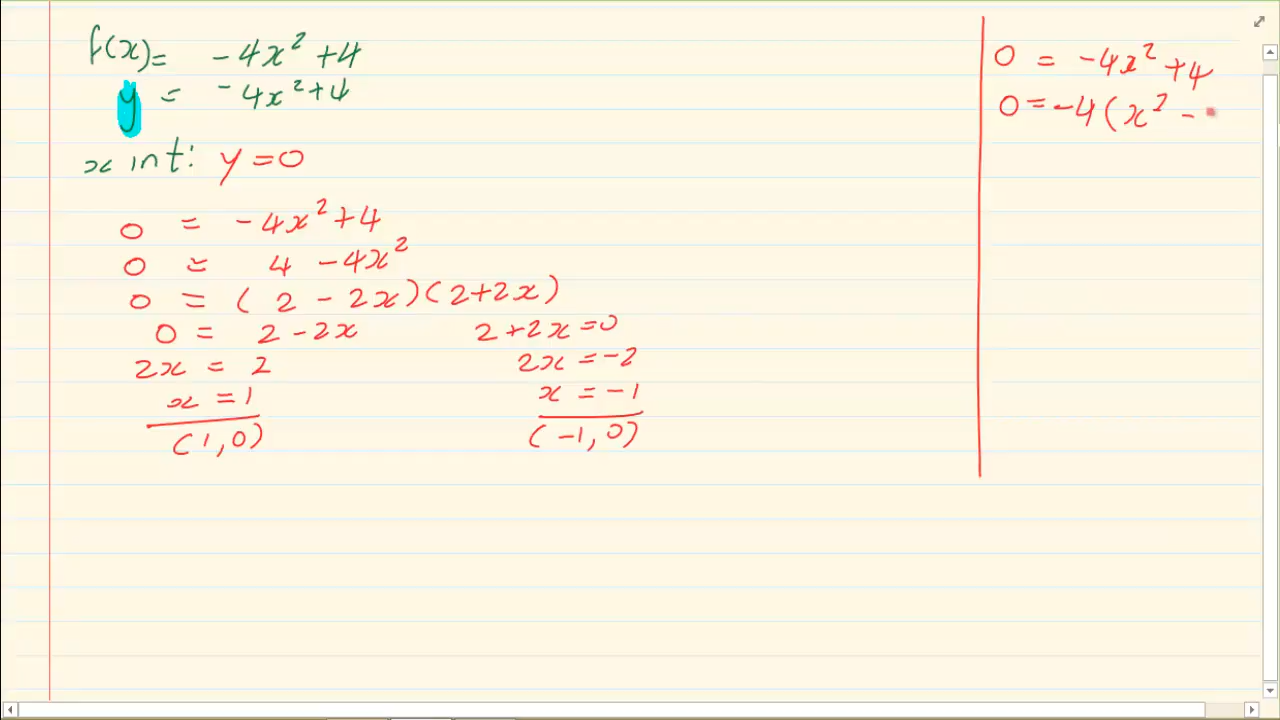 f(x) = -4x² +4
y = -4x² +4
x int: y = 0
0 = -4x² +4
0 = 4 -4x²
0 = (2 - 2x)(2+2x)
0 = 2 -2x 2+2x =0
2x = 2 2x = -2
x = 1 x = -1
(1,0) (-1,0)
0 = -4x² +4
0 = -4(x² -